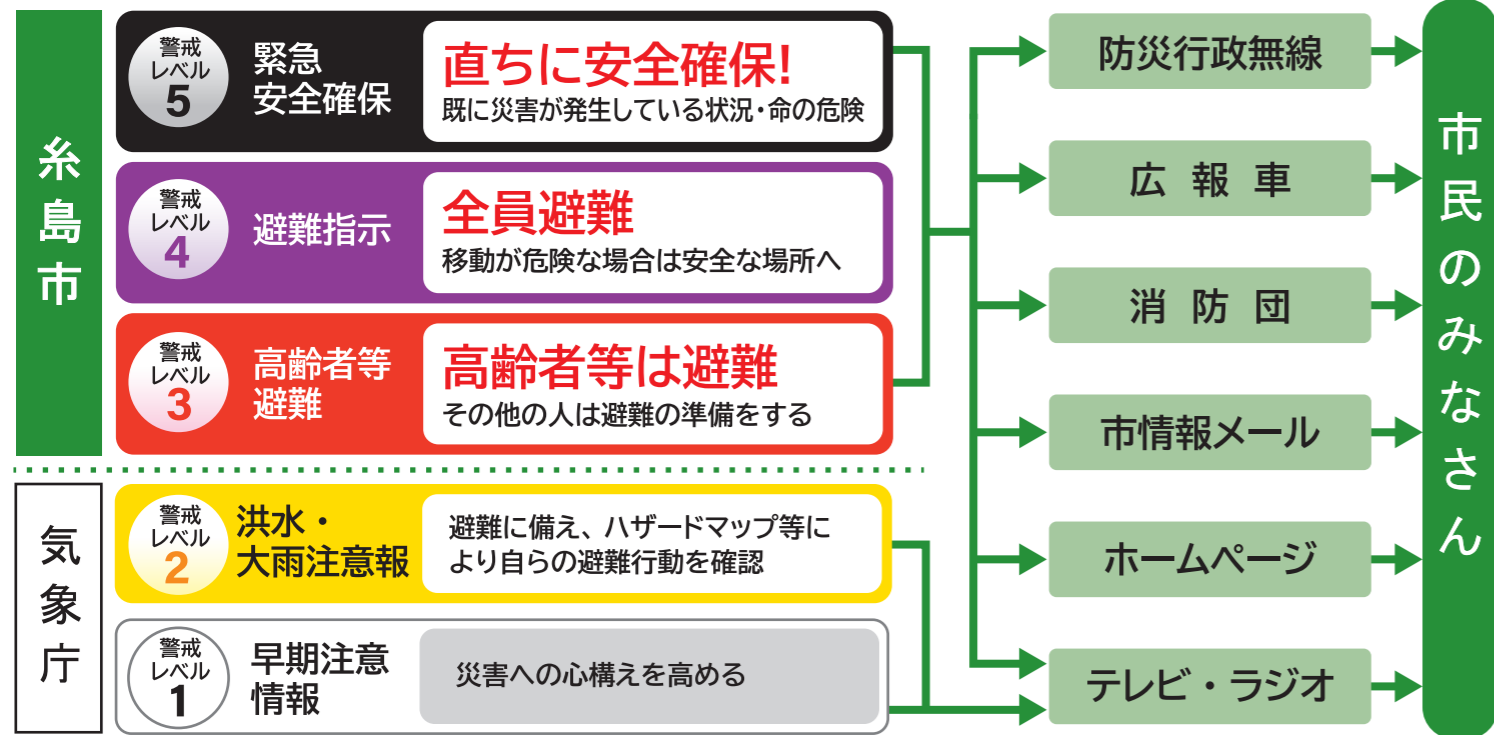 糸島市
警戒
レベル
5
緊急
安全確保
直ちに安全確保!
既に災害が発生している状況・命の危険
警戒
レベル
4
避難指示
全員避難
移動が危険な場合は安全な場所へ
警戒
レベル
3
高齢者等
避難
高齢者等は避難
その他の人は避難の準備をする
気象庁
警戒
レベル
2
洪水・
大雨注意報
避難に備え、ハザードマップ等に
より自らの避難行動を確認
警戒
レベル
1
早期注意
情報
災害への心構えを高める
防災行政無線
広報車
消防団
市情報メール
ホームページ
テレビ・ラジオ
市民のみなさん